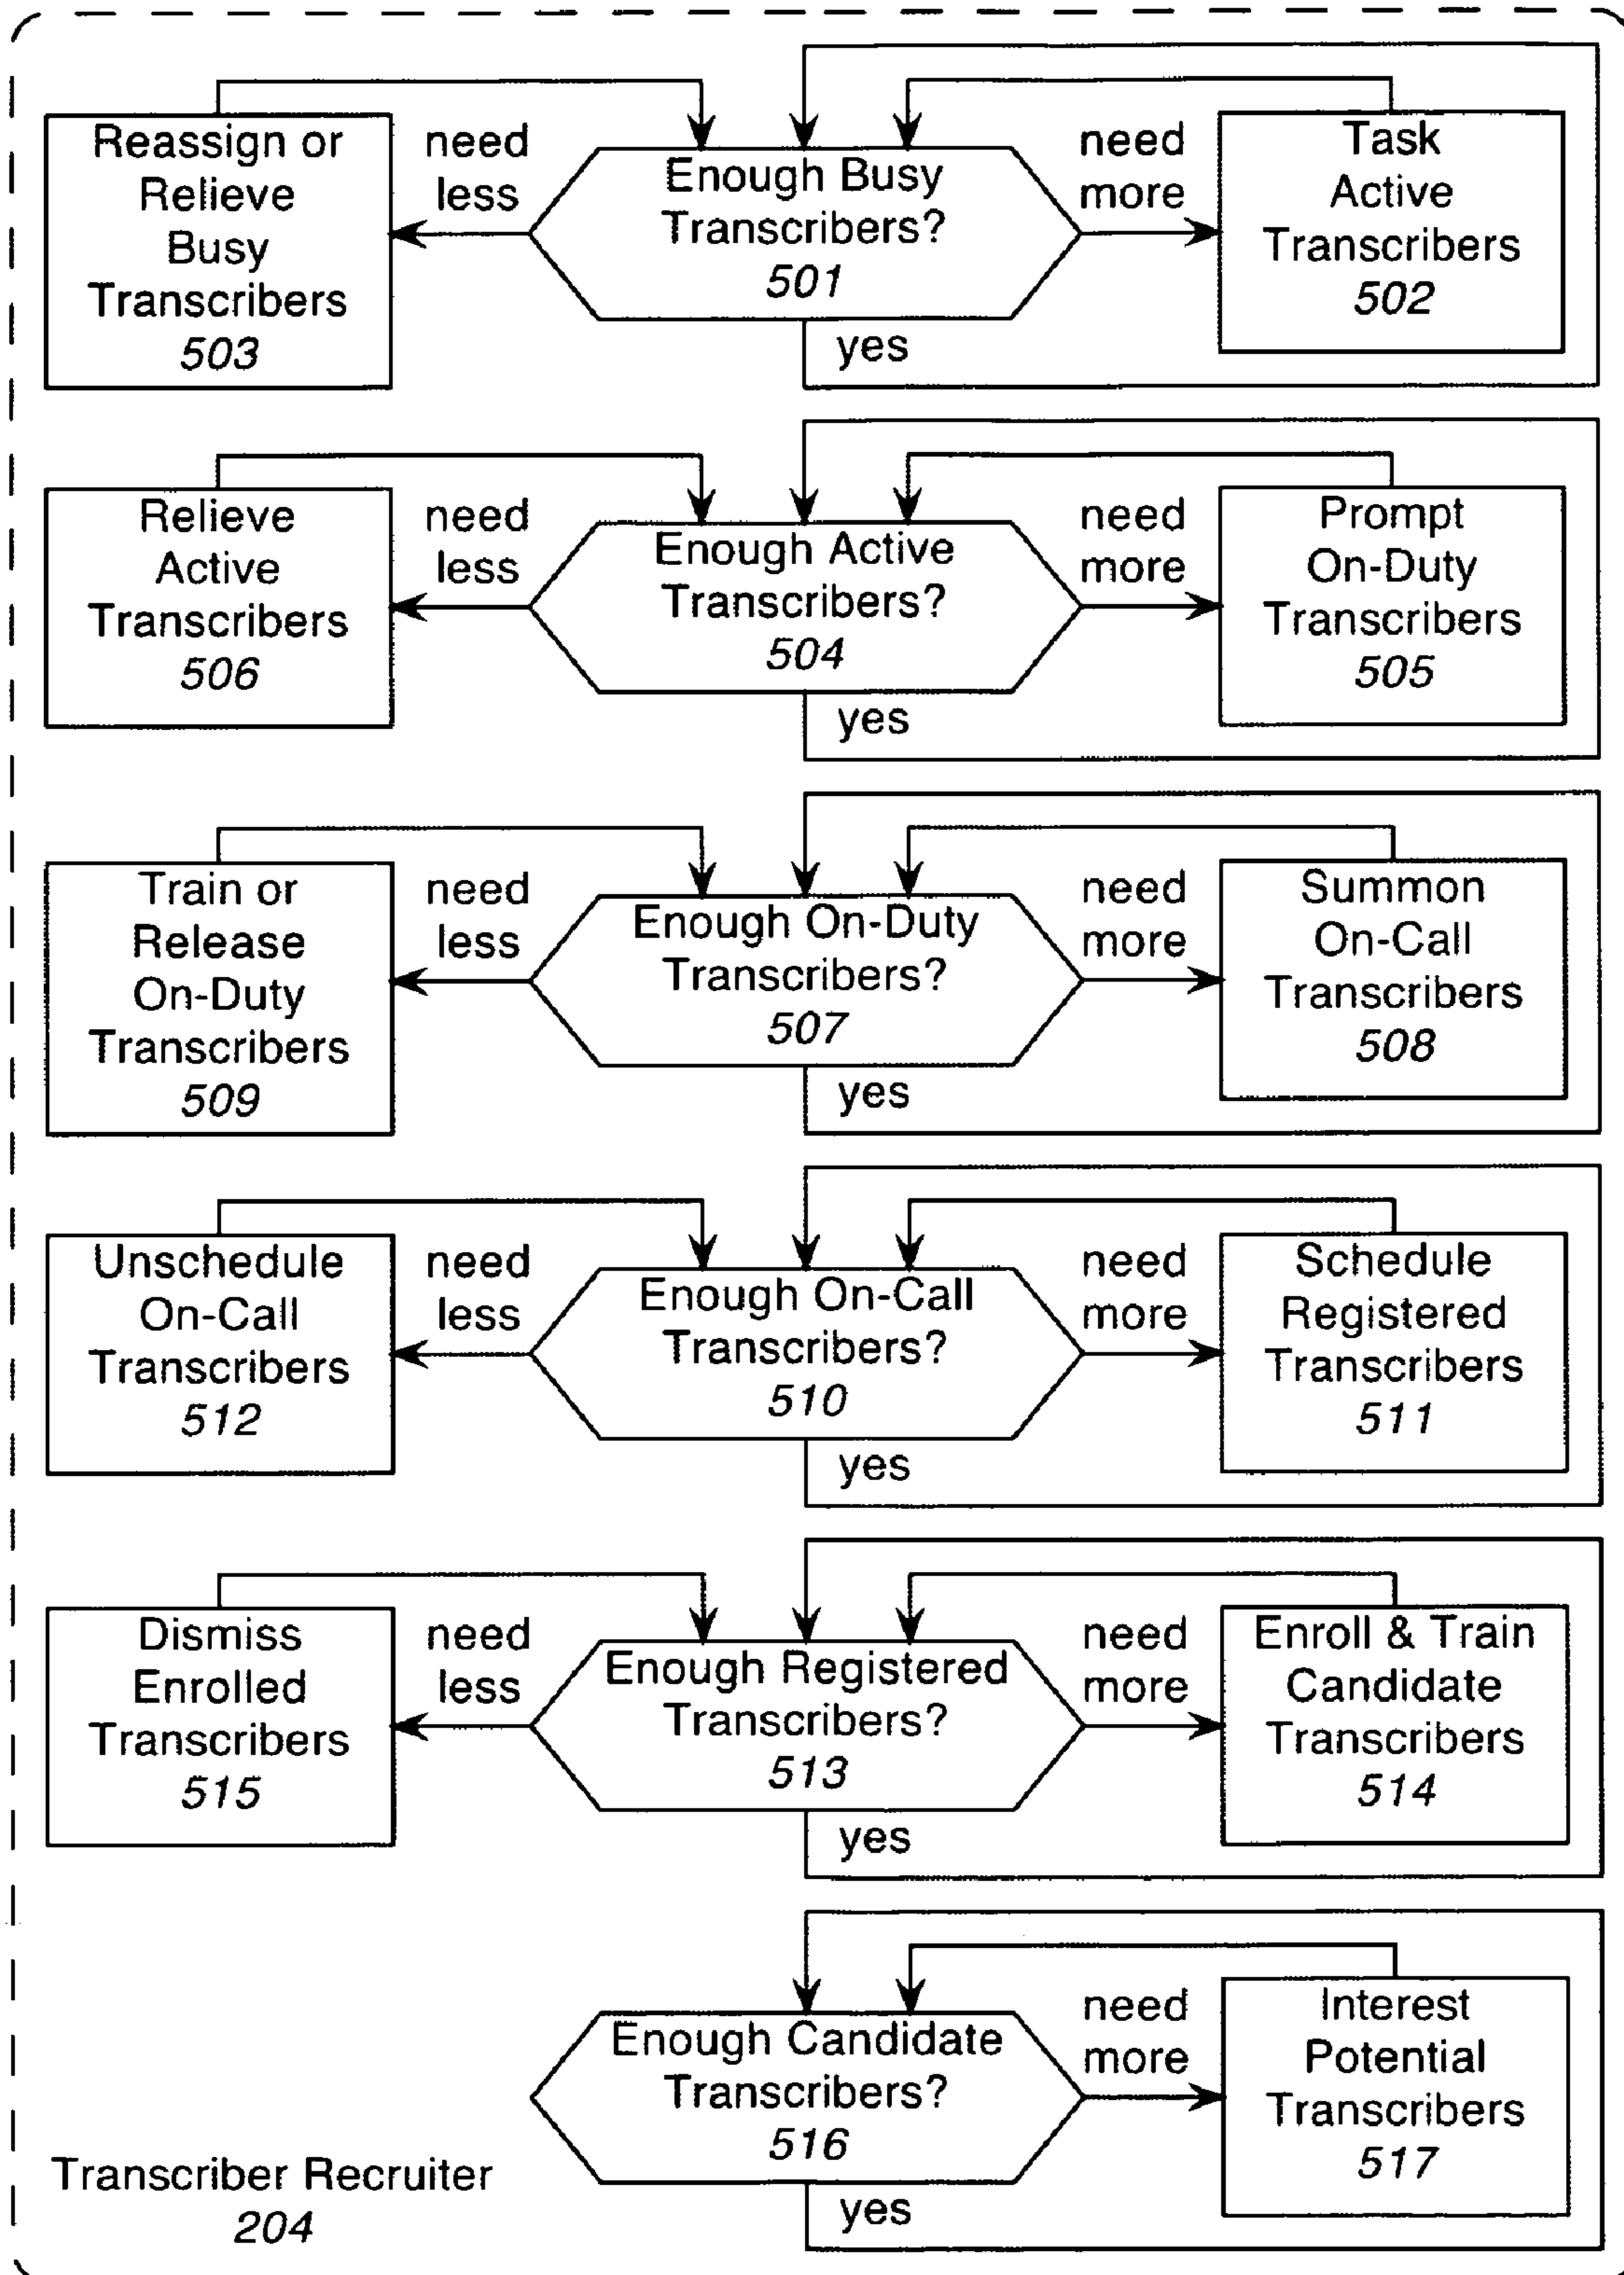 Reassign or
Relieve
Busy
Transcribers
503
need
less
Enough Busy
Transcribers?
501
yes
need
more
Task
Active
Transcribers
502
Relieve
Active
Transcribers
506
need
less
Enough Active
Transcribers?
504
yes
need
more
Prompt
On-Duty
Transcribers
505
Train or
Release
On-Duty
Transcribers
509
need
less
Enough On-Duty
Transcribers?
507
yes
need
more
Summon
On-Call
Transcribers
508
Unschedule
On-Call
Transcribers
512
need
less
Enough On-Call
Transcribers?
510
yes
need
more
Schedule
Registered
Transcribers
511
Dismiss
Enrolled
Transcribers
515
need
less
Enough Registered
Transcribers?
513
yes
need
more
Enroll & Train
Candidate
Transcribers
514
Enough Candidate
Transcribers?
516
yes
need
more
Interest
Potential
Transcribers
517
Transcriber Recruiter
204